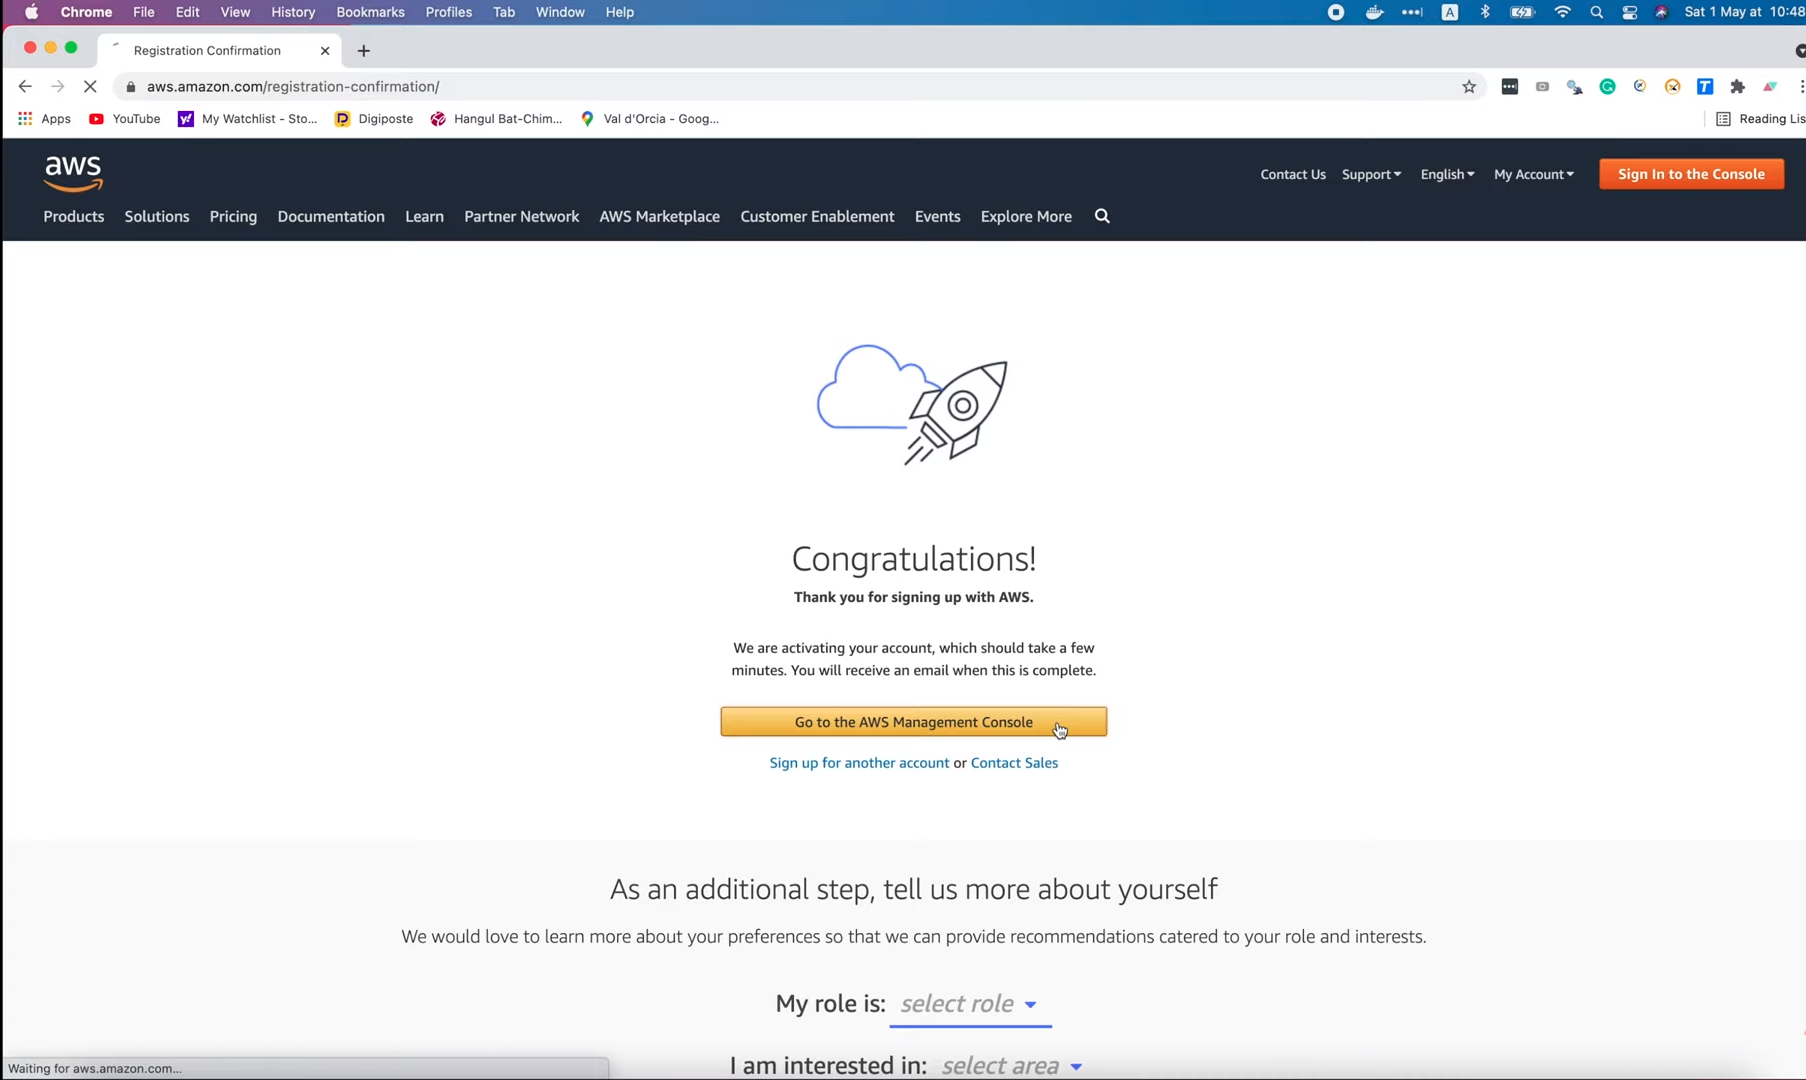 Chrome File Edit View History Bookmarks Profiles Tab Window Help A Sat 1 May at 10:48
Registration Confirmation
aws.amazon.com/registration-confirmation/
Apps YouTube My Watchlist - Sto... Digiposte Hangul Bat-Chim... Val d'Orcia - Goog... Reading Lis
aws
Contact Us Support English My Account Sign In to the Console
Products Solutions Pricing Documentation Learn Partner Network AWS Marketplace Customer Enablement Events Explore More
Congratulations!
Thank you for signing up with AWS.
We are activating your account, which should take a few
minutes. You will receive an email when this is complete.
Go to the AWS Management Console
Sign up for another account or Contact Sales
As an additional step, tell us more about yourself
We would love to learn more about your preferences so that we can provide recommendations catered to your role and interests.
My role is: select role
I am interested in: select area
Waiting for aws.amazon.com...